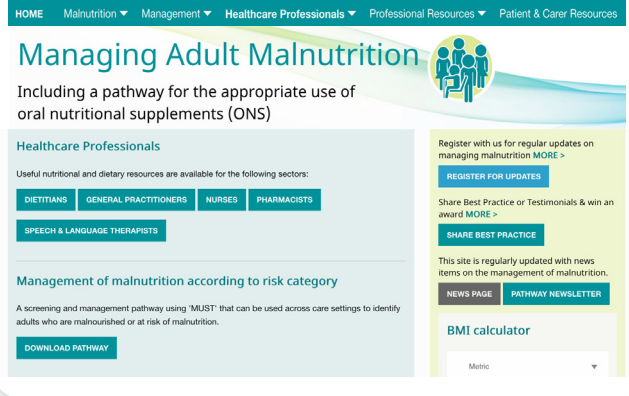 HOME Malnutrition ▼ Management ▼ Healthcare Professionals ▼ Professional Resources ▼ Patient & Carer Resources
Managing Adult Malnutrition
Including a pathway for the appropriate use of
oral nutritional supplements (ONS)
Healthcare Professionals
Useful nutritional and dietary resources are available for the following sectors:
DIETITIANS GENERAL PRACTITIONERS NURSES PHARMACISTS
SPEECH & LANGUAGE THERAPISTS
Management of malnutrition according to risk category
A screening and management pathway using 'MUST' that can be used across care settings to identify
adults who are malnourished or at risk of malnutrition.
DOWNLOAD PATHWAY
Register with us for regular updates on
managing malnutrition MORE >
REGISTER FOR UPDATES
Share Best Practice or Testimonials & win an
award MORE >
SHARE BEST PRACTICE
This site is regularly updated with news
items on the management of malnutrition.
NEWS PAGE PATHWAY NEWSLETTER
BMI calculator
Metric ▼